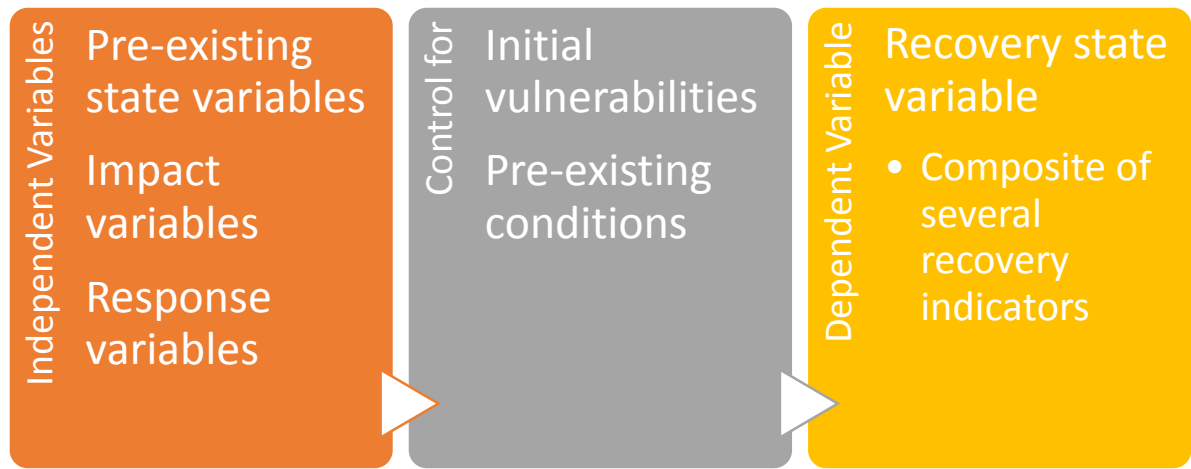 Independent Variables
Pre-existing
state variables
Impact
variables
Response
variables
Control for
Initial
vulnerabilities
Pre-existing
conditions
Dependent Variable
Recovery state
variable
• Composite of
several
recovery
indicators